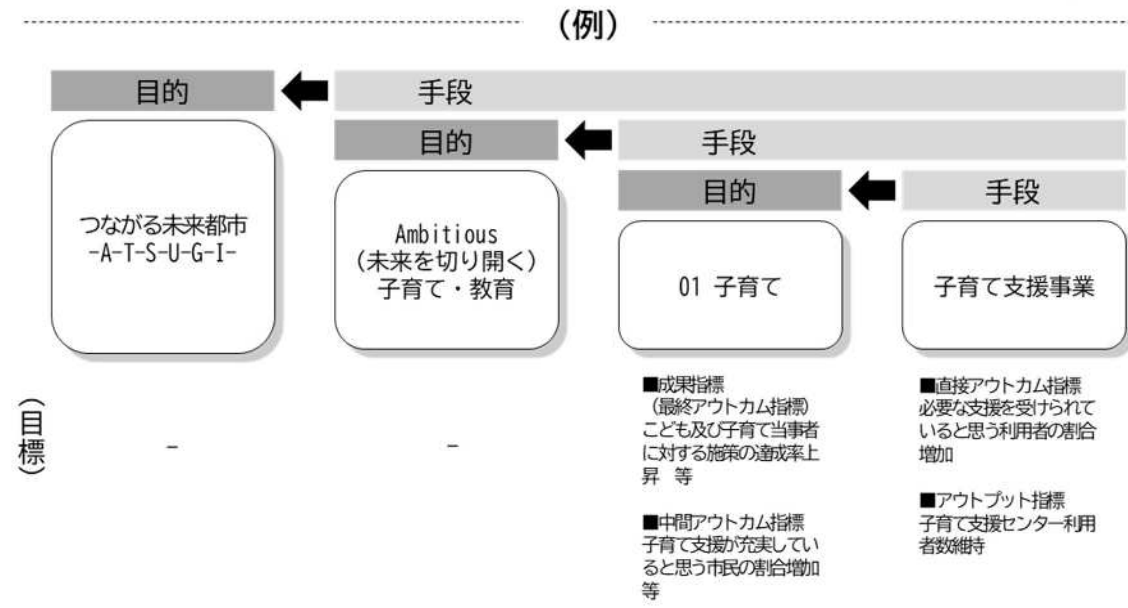 (例)
目的
手段
目的
手段
目的
手段
つながる未来都市
-A-T-S-U-G-I-
Ambitious
(未来を切り開く)
子育て・教育
01 子育て
子育て支援事業
(目標)
-
-
■成果指標
(最終アウトカム指標)
こども及び子育て当事者
に対する施策の達成率上
昇 等
■中間アウトカム指標
子育て支援が充実してい
ると思う市民の割合増加
等
■直接アウトカム指標
必要な支援を受けられて
いると思う利用者の割合
増加
■アウトプット指標
子育て支援センター利用
者数維持